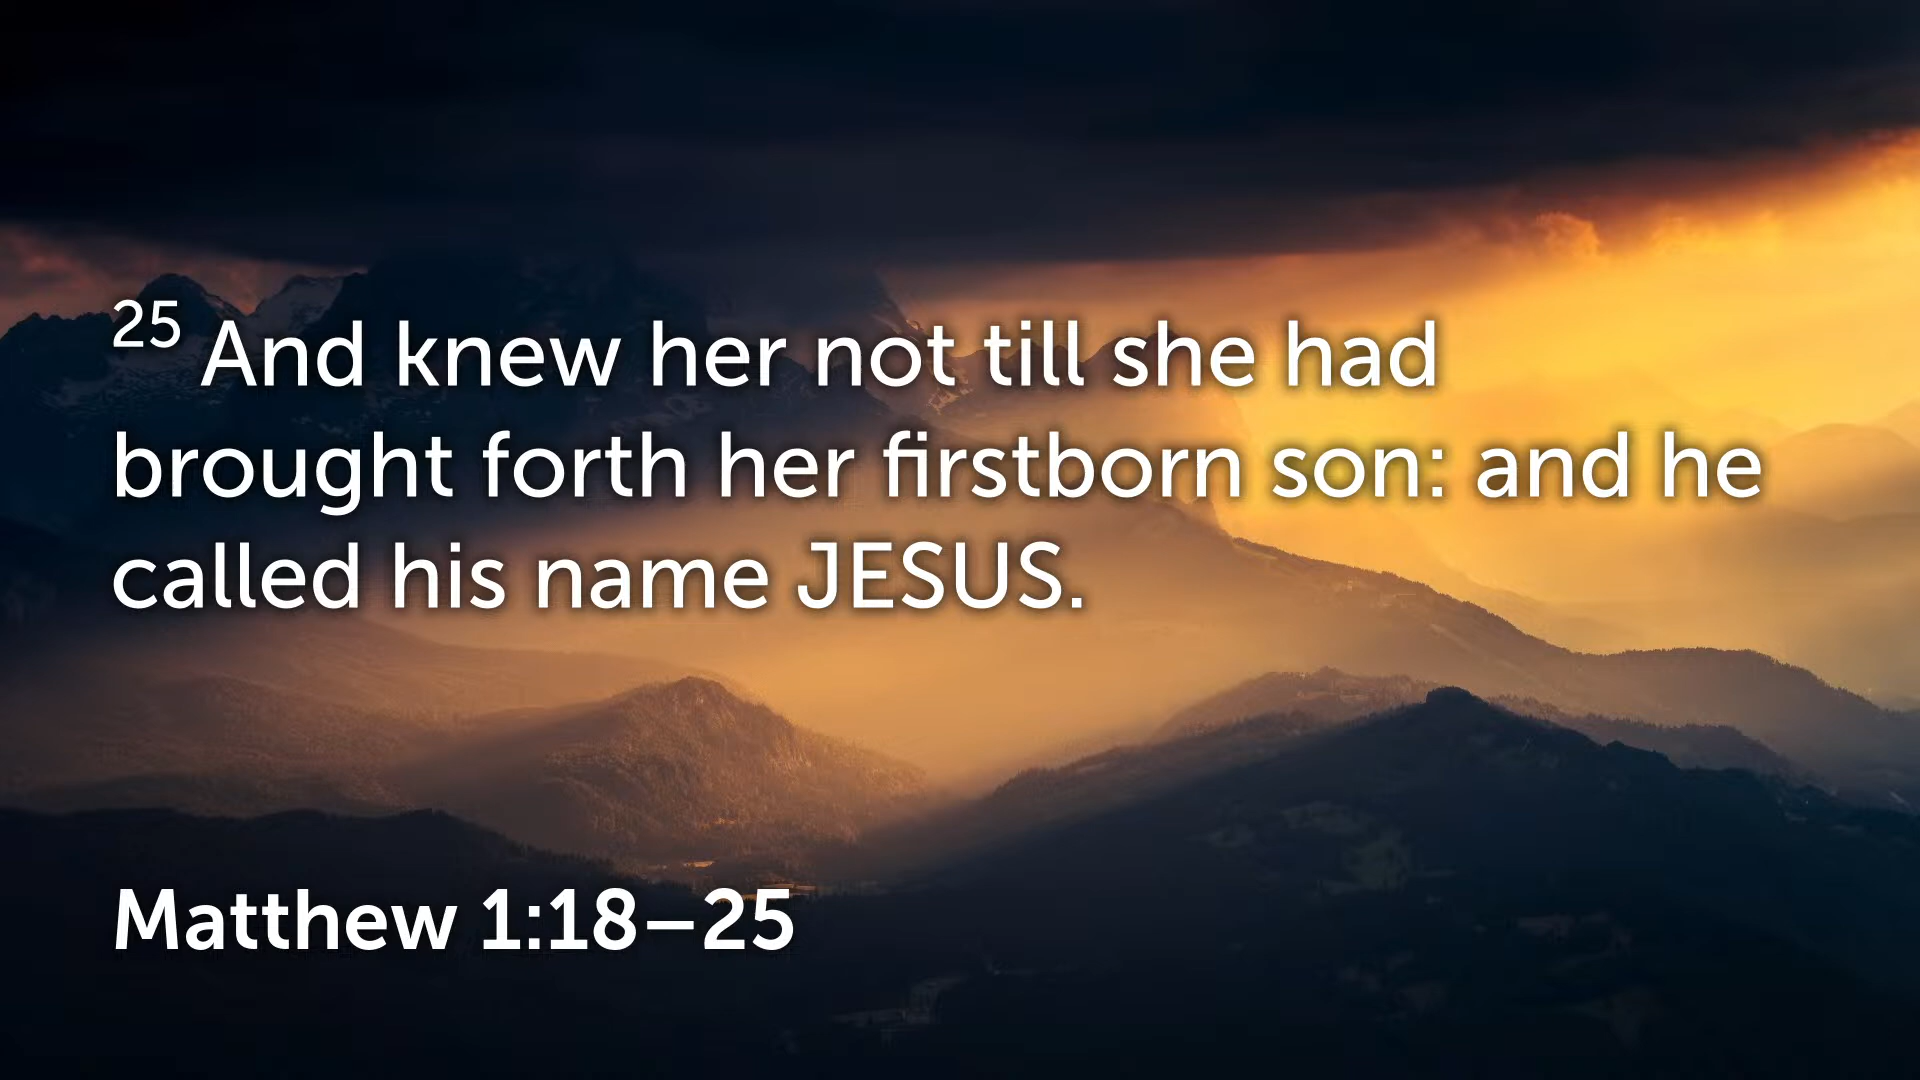 25 And knew her not till she had
brought forth her firstborn son: and he
called his name JESUS.
Matthew 1:18–25